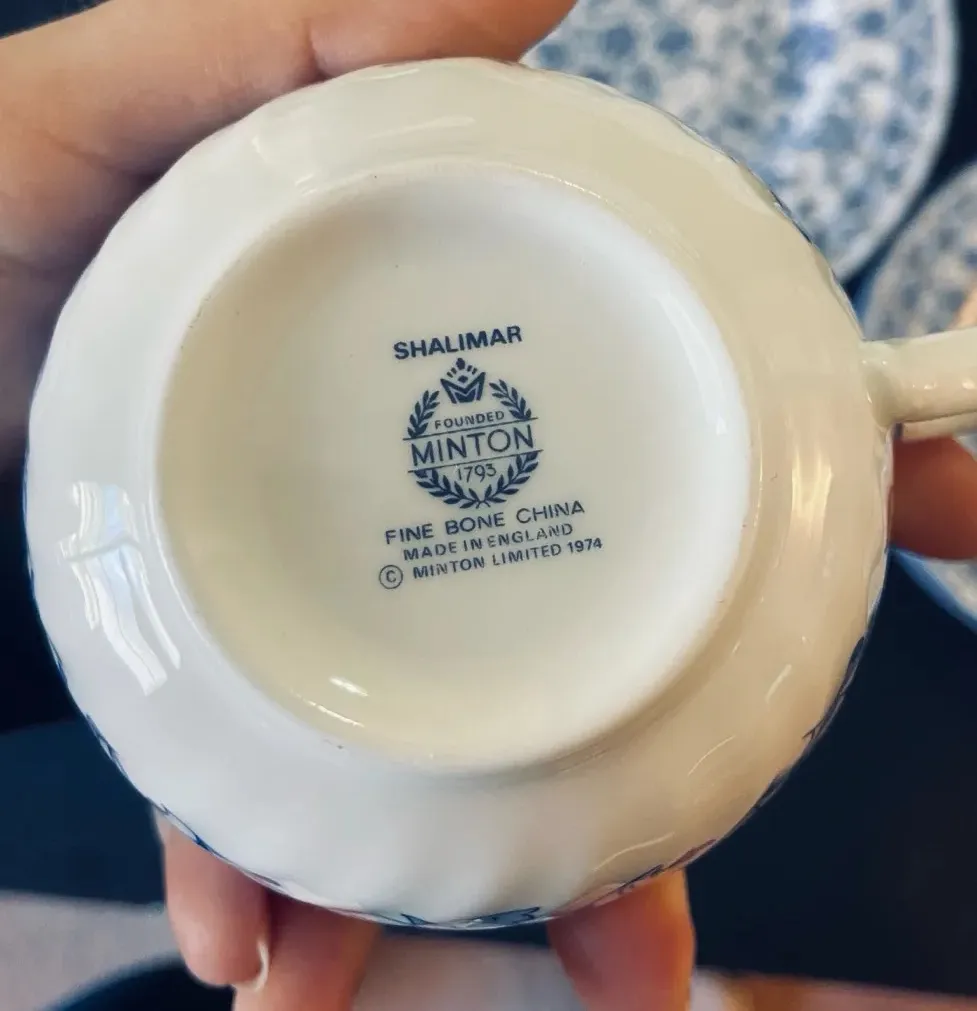 SHALIMAR
FOUNDED
MINTON
1793
FINE BONE CHINA
MADE IN ENGLAND
© MINTON LIMITED 1974